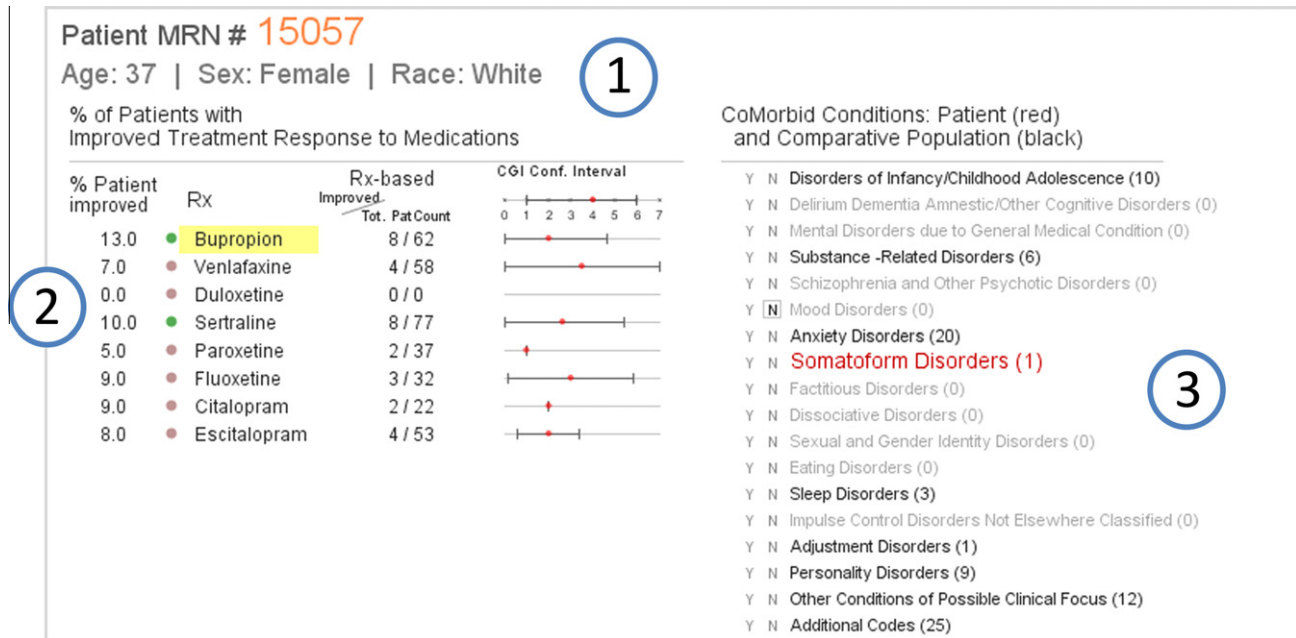 Patient MRN # 15057
Age: 37 | Sex: Female | Race: White
1
% of Patients with
Improved Treatment Response to Medications
% Patient
improved
Rx
Rx-based
Improved
Tot. PatCount
CGI Conf. Interval
0 1 2 3 4 5 6 7
13.0 Bupropion 8 / 62
7.0 Venlafaxine 4 / 58
0.0 Duloxetine 0 / 0
10.0 Sertraline 8 / 77
5.0 Paroxetine 2 / 37
9.0 Fluoxetine 3 / 32
9.0 Citalopram 2 / 22
8.0 Escitalopram 4 / 53
2
CoMorbid Conditions: Patient (red)
and Comparative Population (black)
Y N Disorders of Infancy/Childhood Adolescence (10)
Y N Delirium Dementia Amnestic/Other Cognitive Disorders (0)
Y N Mental Disorders due to General Medical Condition (0)
Y N Substance -Related Disorders (6)
Y N Schizophrenia and Other Psychotic Disorders (0)
Y N Mood Disorders (0)
Y N Anxiety Disorders (20)
Y N Somatoform Disorders (1)
Y N Factitious Disorders (0)
Y N Dissociative Disorders (0)
Y N Sexual and Gender Identity Disorders (0)
Y N Eating Disorders (0)
Y N Sleep Disorders (3)
Y N Impulse Control Disorders Not Elsewhere Classified (0)
Y N Adjustment Disorders (1)
Y N Personality Disorders (9)
Y N Other Conditions of Possible Clinical Focus (12)
Y N Additional Codes (25)
3